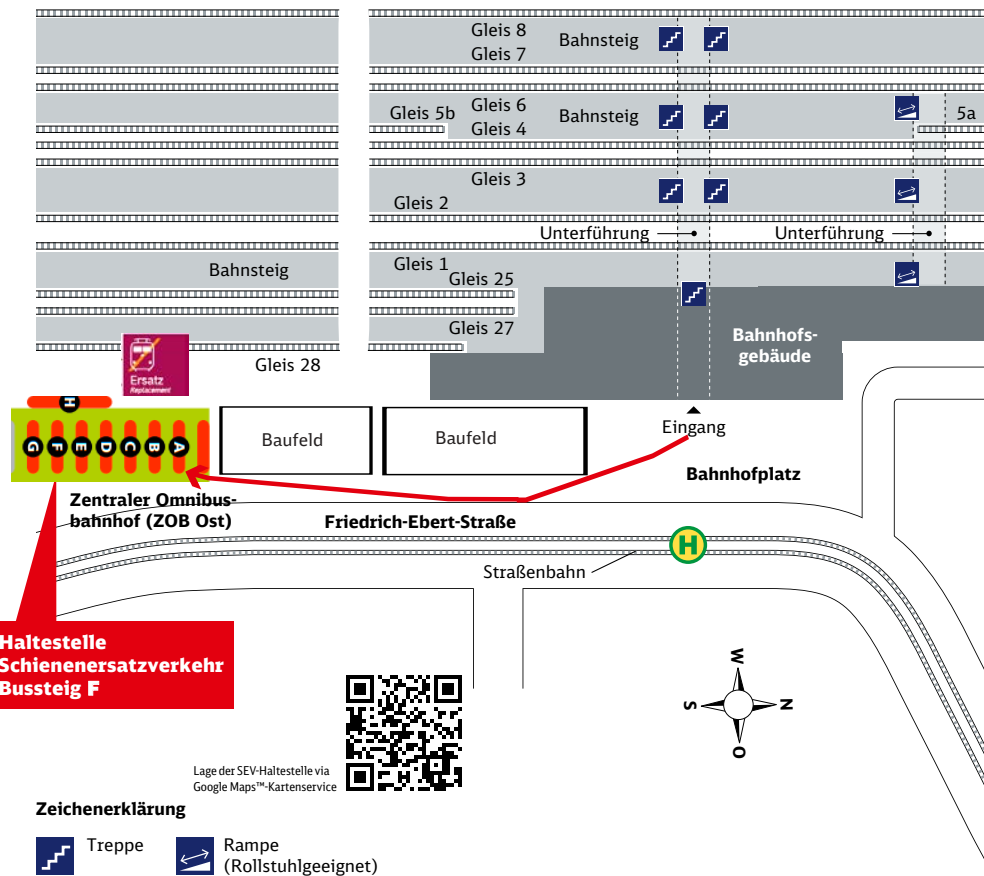 Gleis 8
Gleis 7
Bahnsteig
Gleis 5b
Gleis 6
Gleis 4
Bahnsteig
5a
Gleis 3
Gleis 2
Unterführung
Unterführung
Bahnsteig
Gleis 1
Gleis 25
Gleis 27
Bahnhofs-
gebäude
Ersatz
Replacement
Gleis 28
H
G F E D C B A
Baufeld
Baufeld
Eingang
Bahnhofplatz
Zentraler Omnibus-
bahnhof (ZOB Ost)
Friedrich-Ebert-Straße
H
Straßenbahn
Haltestelle
Schienenersatzverkehr
Bussteig F
W
S
N
O
Lage der SEV-Haltestelle via
Google Maps™-Kartenservice
Zeichenerklärung
Treppe
Rampe
(Rollstuhlgeeignet)